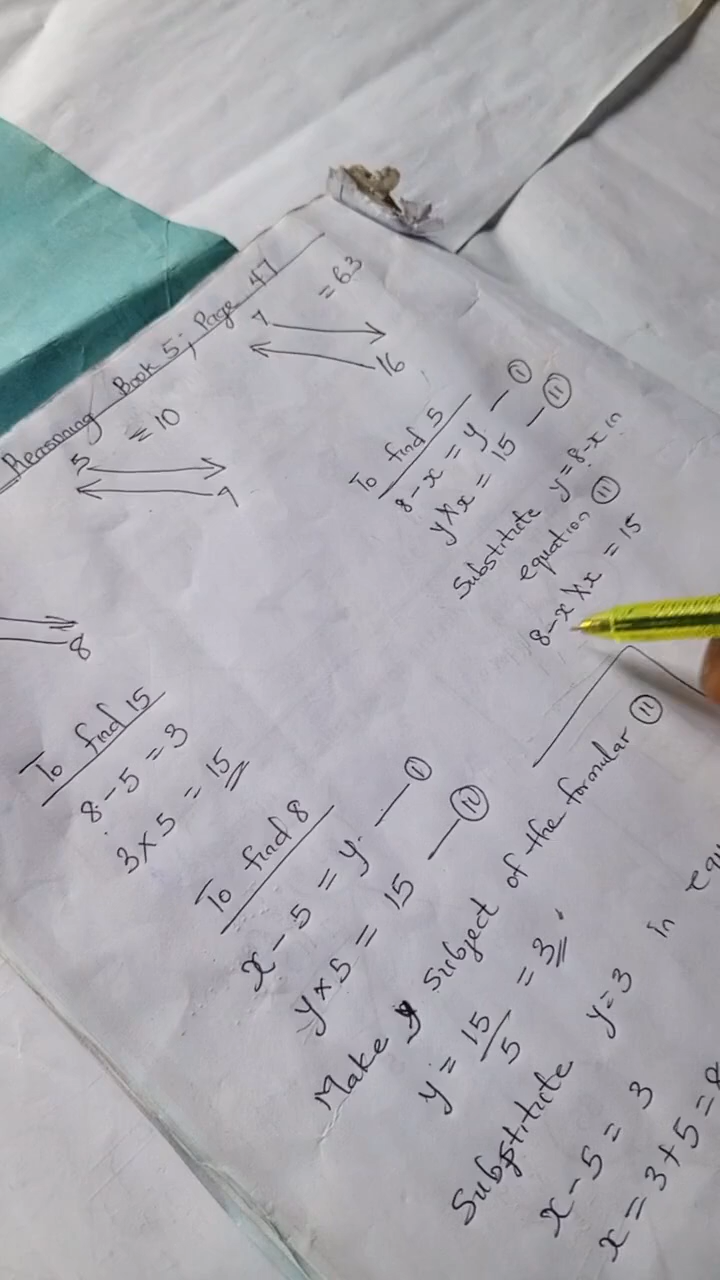 Reasoning Book 5; Page 47
5 = 10
7
7 = 63
16
8
To find 15
8-5 = 3
3×5 = 15
To find 8
x - 5 = y. — (i)
y×5 = 15 — (ii)
Make y Subject of the formular (ii)
y = 15/5 = 3.
Substitute y=3 in equ
x - 5 = 3
x = 3+5 = 8
To find 5
8-x = y — (i)
y×x = 15 — (ii)
Substitute y=8-x in
equation (ii)
8-x×x = 15